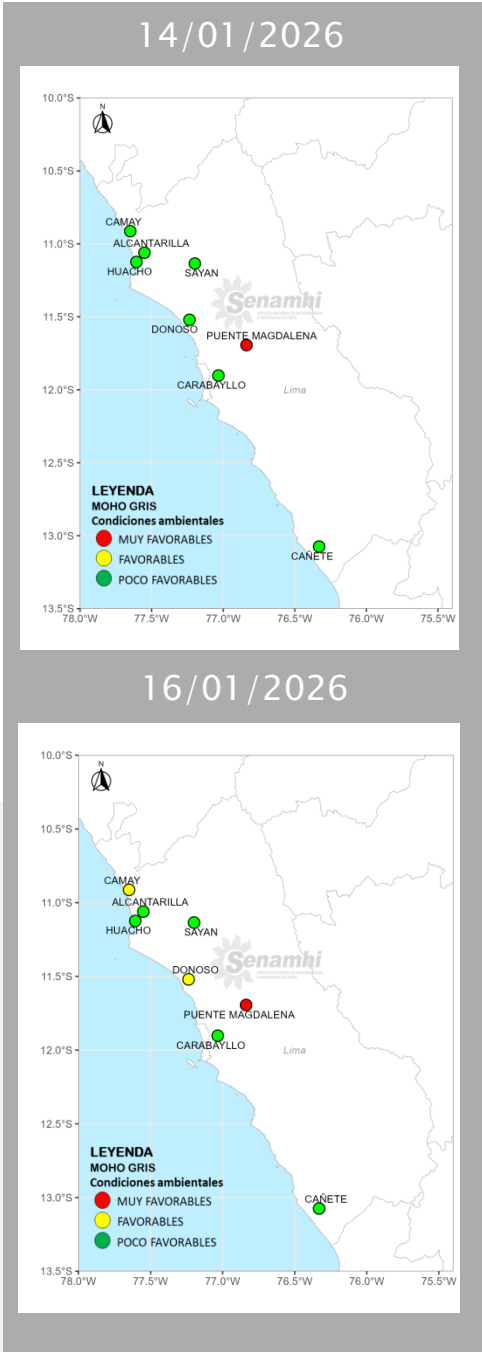 14/01/2026
10.0°S
N
10.5°S
CAMAY
11.0°S
ALCANTARILLA
HUACHO
SAYAN
Senamhi
11.5°S
DONOSO
PUENTE MAGDALENA
12.0°S
CARABAYLLO
Lima
12.5°S
LEYENDA
MOHO GRIS
Condiciones ambientales
13.0°S
MUY FAVORABLES
CAÑETE
FAVORABLES
POCO FAVORABLES
13.5°S
78.0°W 77.5°W 77.0°W 76.5°W 76.0°W 75.5°W
16/01/2026
10.0°S
N
10.5°S
CAMAY
11.0°S
ALCANTARILLA
HUACHO
SAYAN
Senamhi
11.5°S
DONOSO
PUENTE MAGDALENA
CARABAYLLO
12.0°S
Lima
12.5°S
LEYENDA
MOHO GRIS
Condiciones ambientales
13.0°S
MUY FAVORABLES
CAÑETE
FAVORABLES
POCO FAVORABLES
13.5°S
78.0°W 77.5°W 77.0°W 76.5°W 76.0°W 75.5°W